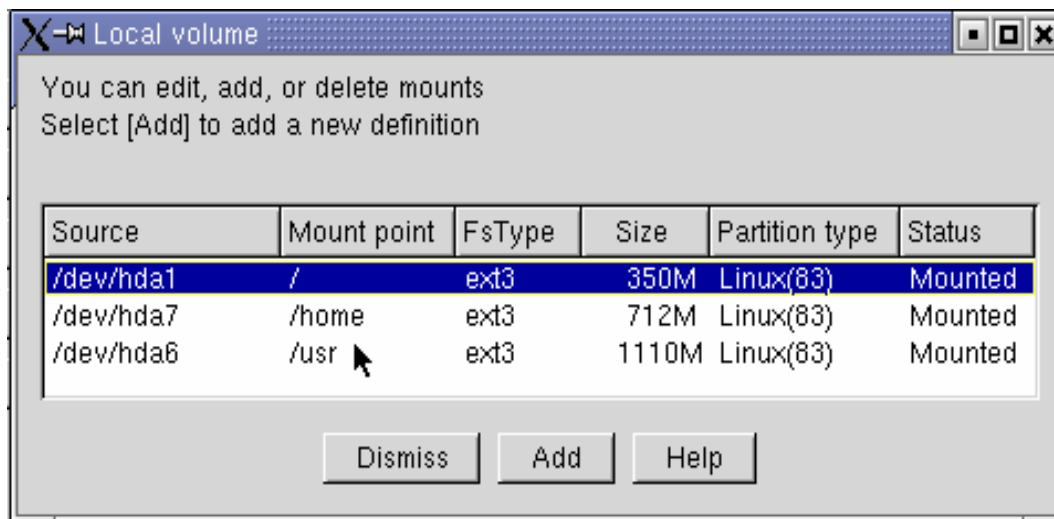 Local volume
You can edit, add, or delete mounts
Select [Add] to add a new definition
Source Mount point FsType Size Partition type Status
/dev/hda1 / ext3 350M Linux(83) Mounted
/dev/hda7 /home ext3 712M Linux(83) Mounted
/dev/hda6 /usr ext3 1110M Linux(83) Mounted
Dismiss Add Help